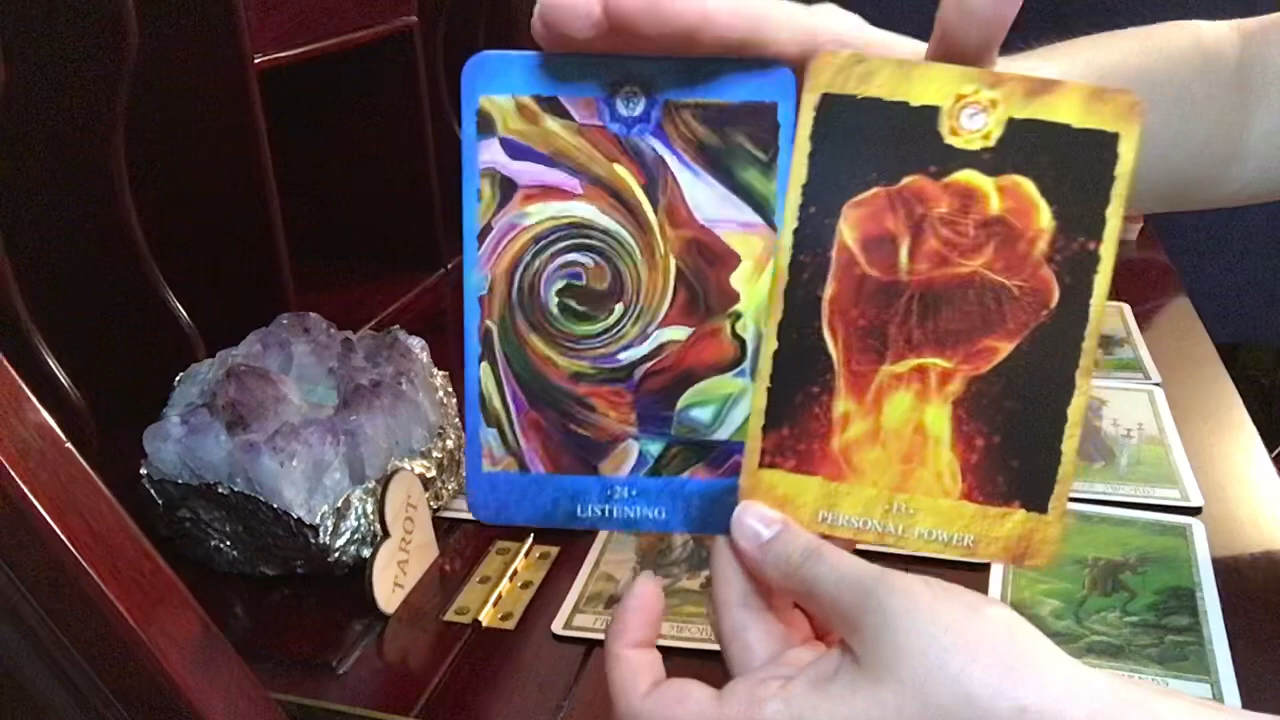 ·24·
LISTENING
·13·
PERSONAL POWER
TAROT